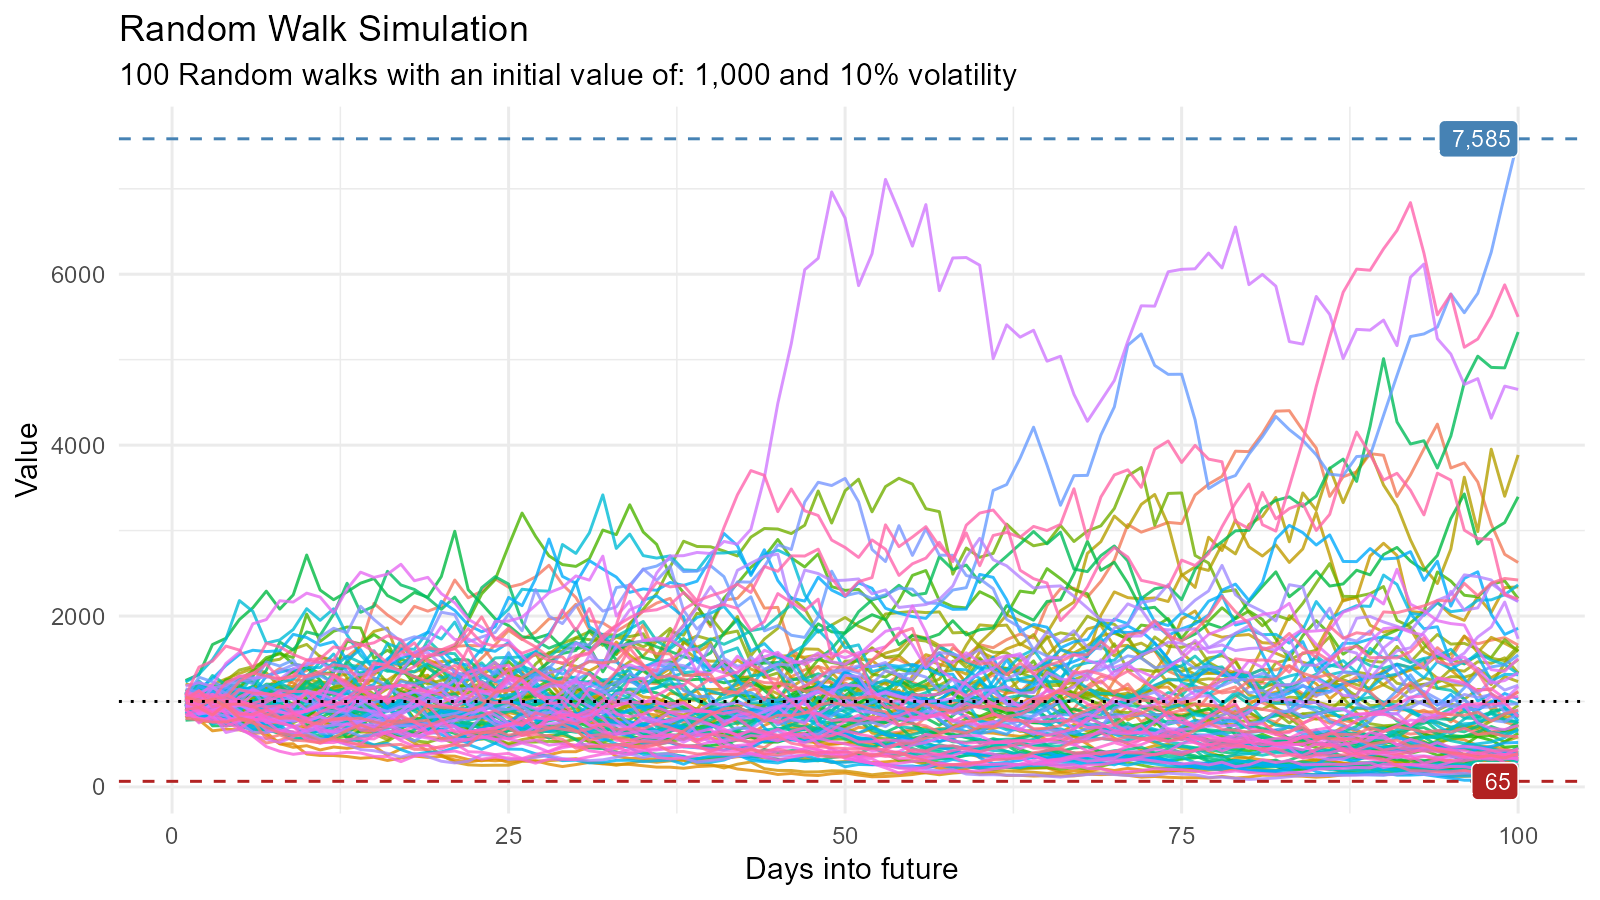 Random Walk Simulation
100 Random walks with an initial value of: 1,000 and 10% volatility
7,585
6000
4000
2000
0
65
Value
0 25 50 75 100
Days into future